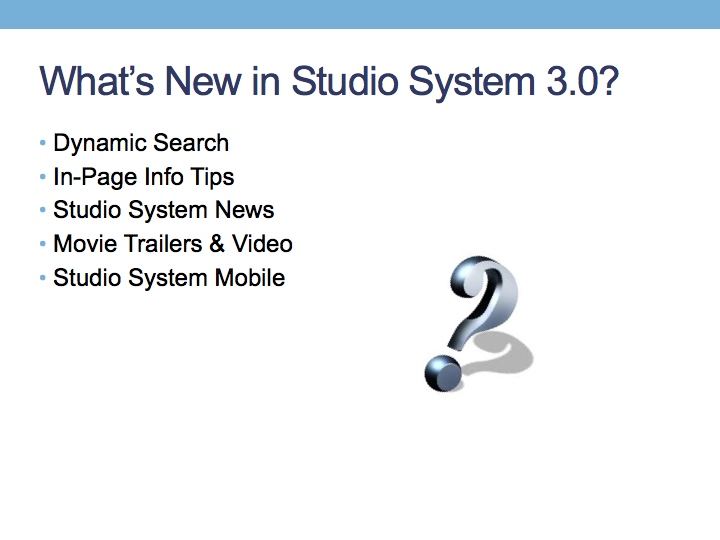 What’s New in Studio System 3.0?
• Dynamic Search
• In-Page Info Tips
• Studio System News
• Movie Trailers & Video
• Studio System Mobile